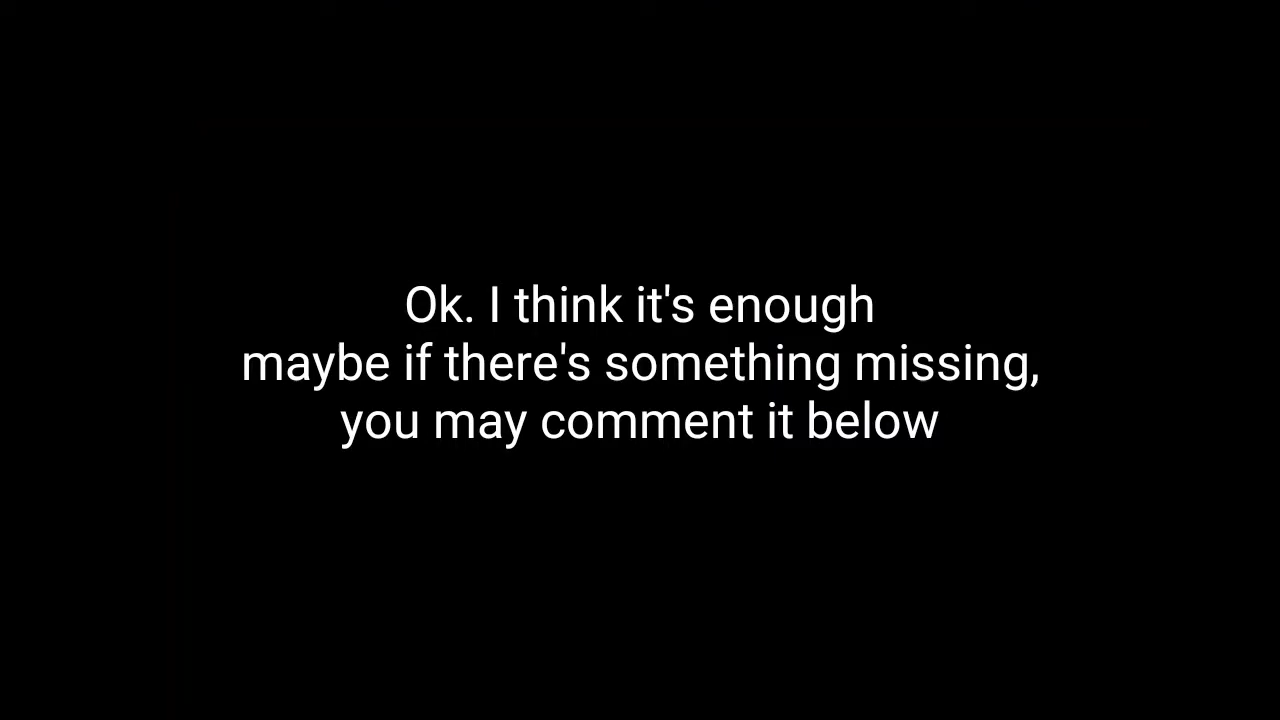 Ok. I think it's enough
maybe if there's something missing,
you may comment it below